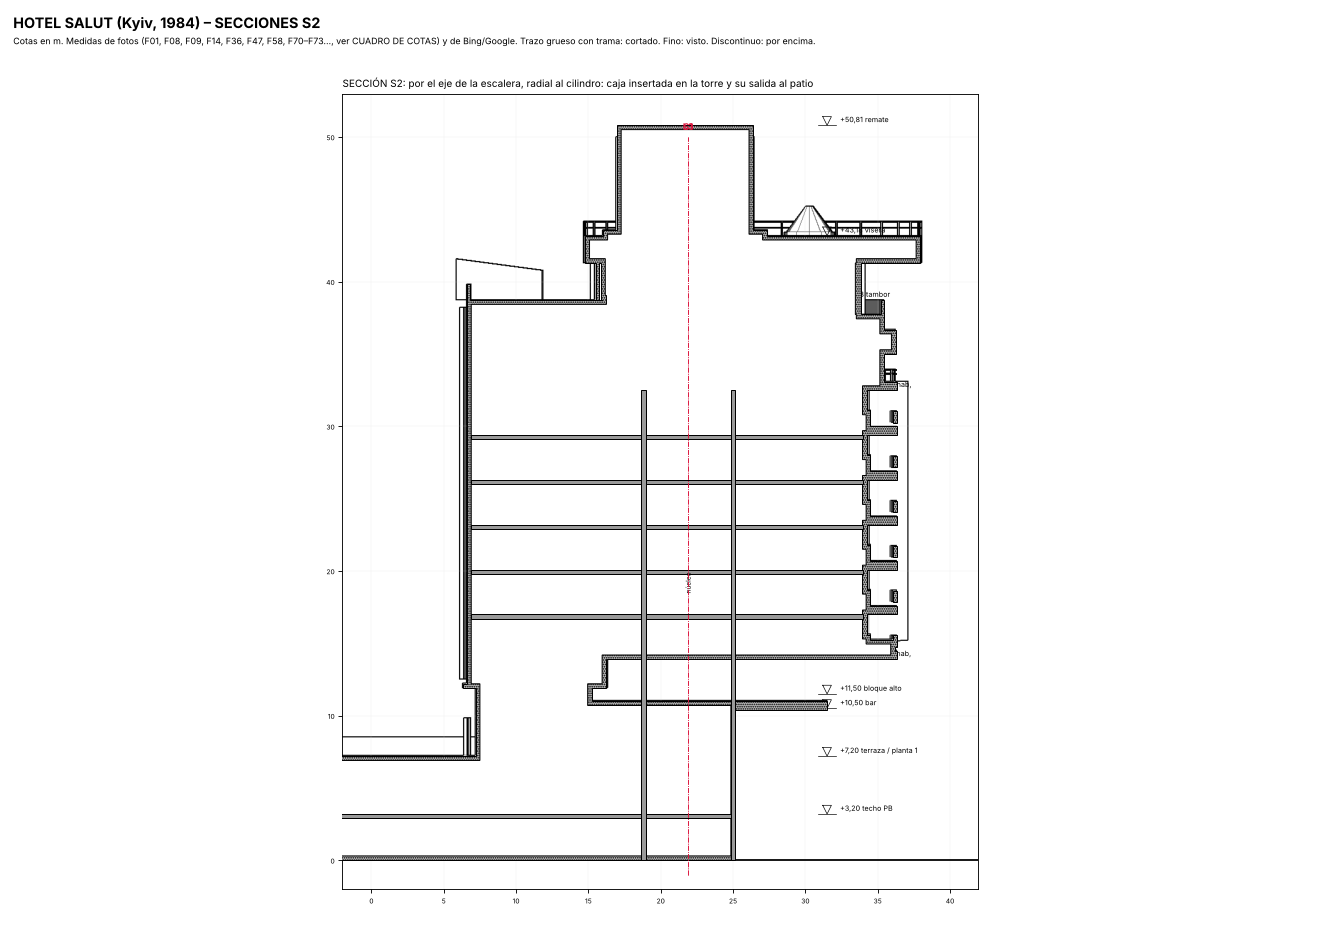 HOTEL SALUT (Kyiv, 1984) – SECCIONES S2
Cotas en m. Medidas de fotos (F01, F08, F09, F14, F36, F47, F58, F70–F73..., ver CUADRO DE COTAS) y de Bing/Google. Trazo grueso con trama: cortado. Fino: visto. Discontinuo: por encima.
SECCIÓN S2: por el eje de la escalera, radial al cilindro: caja insertada en la torre y su salida al patio
+50,81 remate
50
visera
40
tambor
hab,
30
20
núcleo
hab,
+11,50 bloque alto
+10,50 bar
10
+7,20 terraza / planta 1
+3,20 techo PB
0
0 5 10 15 20 25 30 35 40